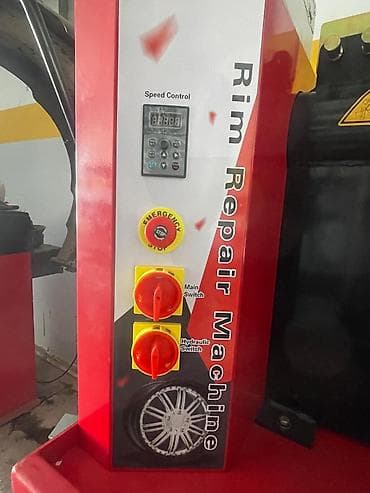 Speed Control
Rim Repair Machine
EMERGENCY
STOP
Main
Switch
Hydraulic
Switch